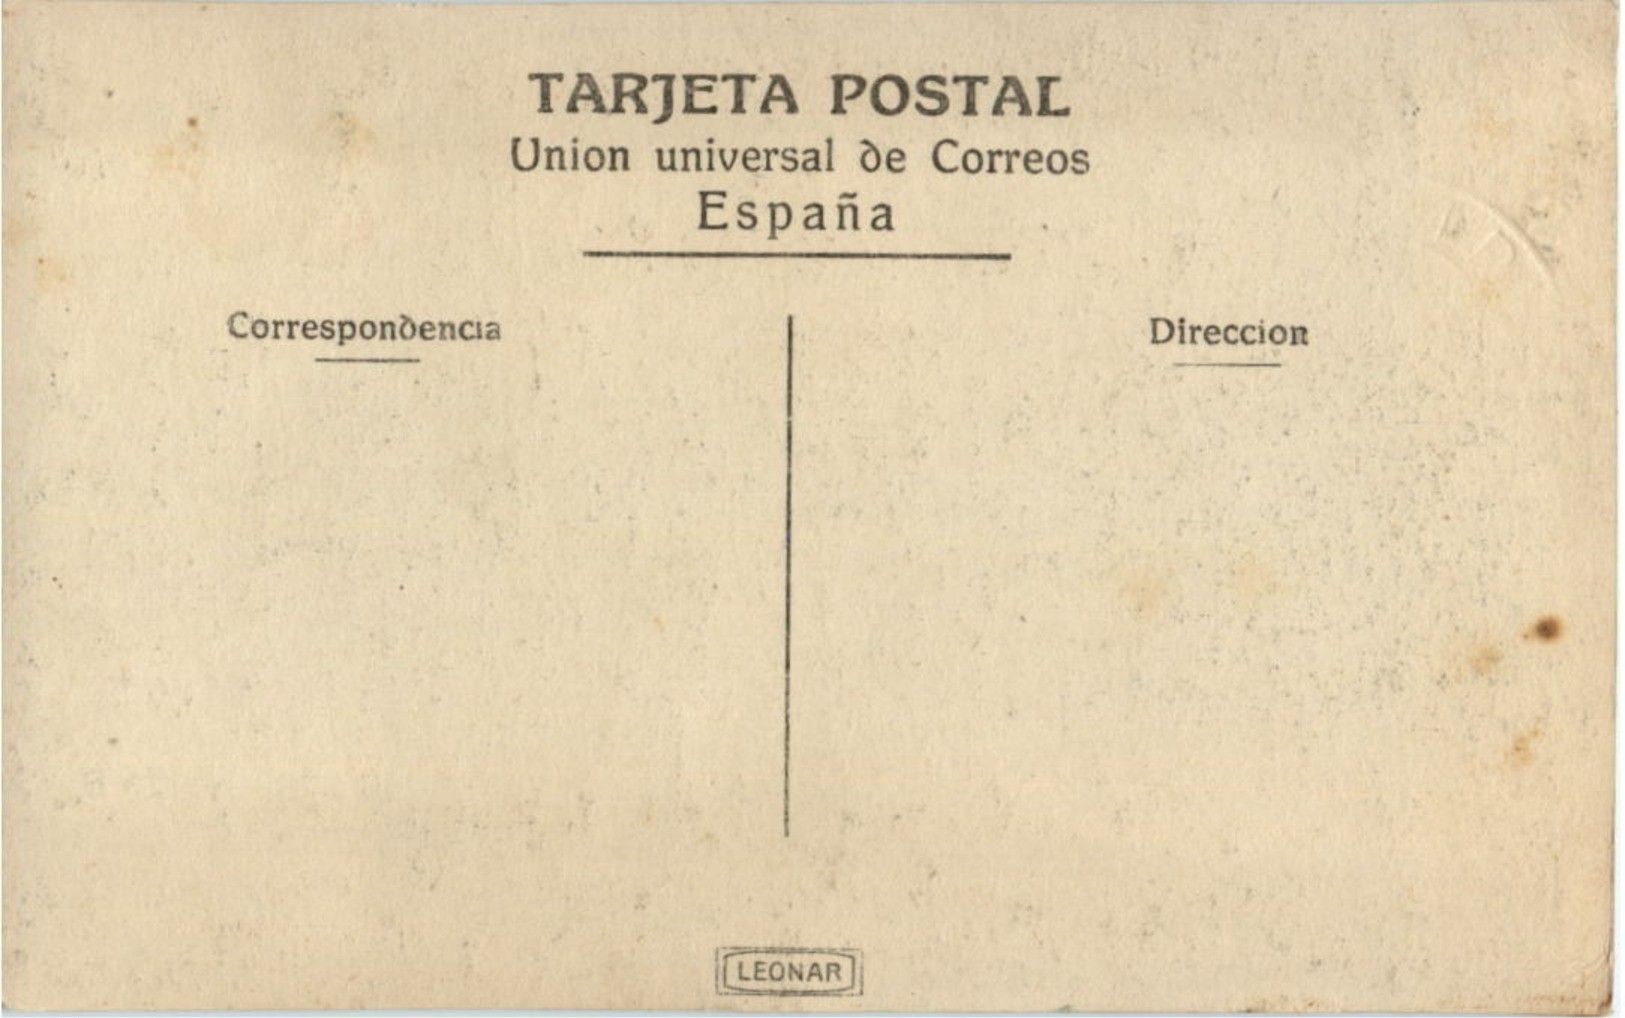 TARJETA POSTAL
Union universal de Correos
España
Correspondencia
Direccion
LEONAR